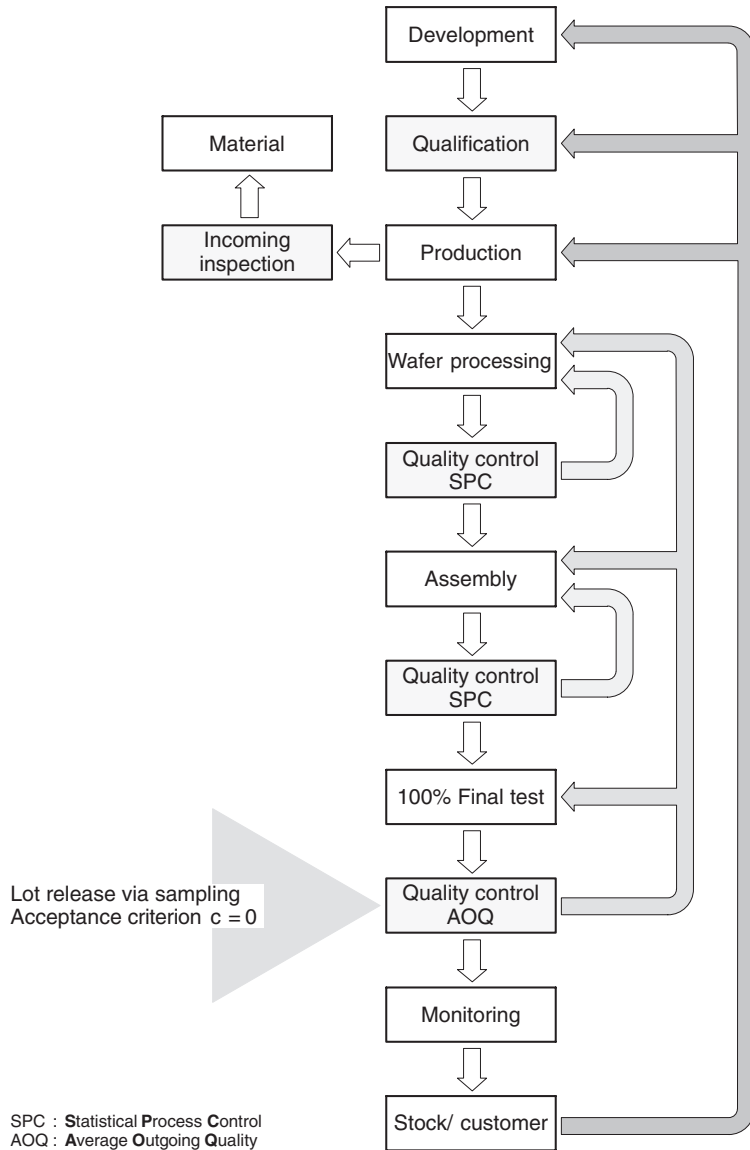 Development
Material
Qualification
Incoming
inspection
Production
Wafer processing
Quality control
SPC
Assembly
Quality control
SPC
100% Final test
Lot release via sampling
Acceptance criterion c = 0
Quality control
AOQ
Monitoring
Stock/ customer
SPC : Statistical Process Control
AOQ : Average Outgoing Quality